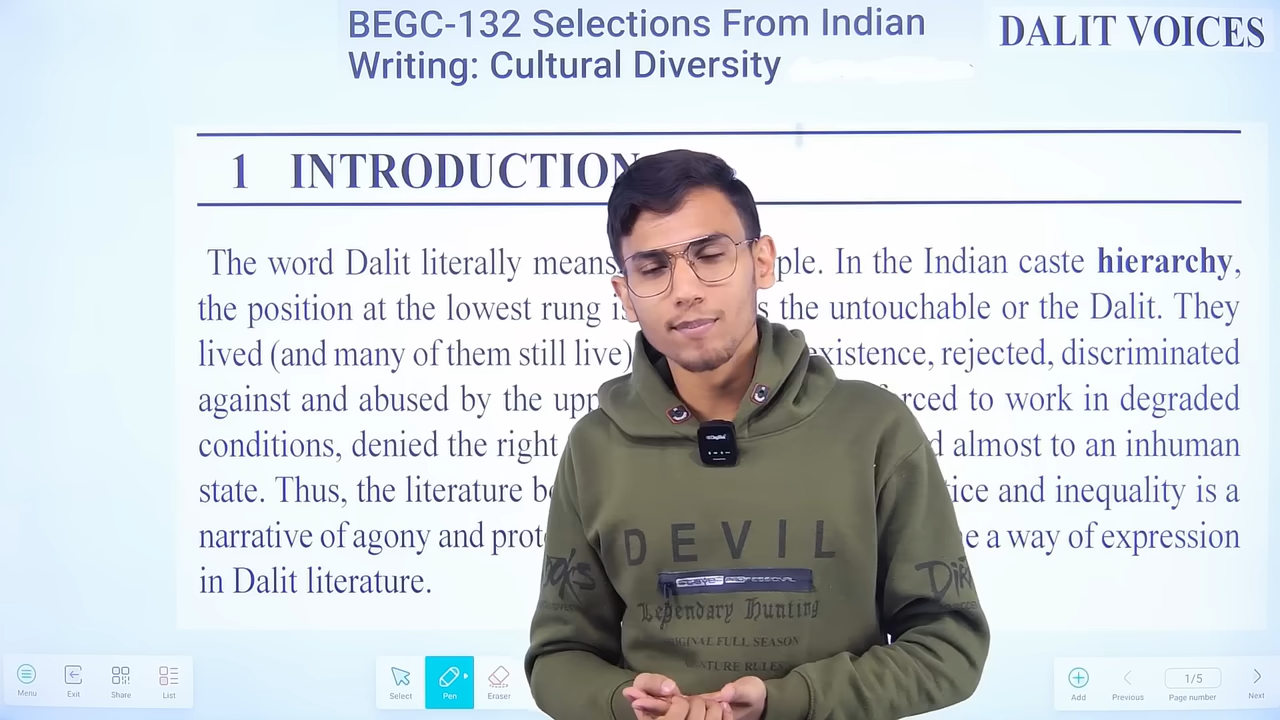 BEGC-132 Selections From Indian
Writing: Cultural Diversity
DALIT VOICES
1 INTRODUCTION
The word Dalit literally means ple. In the Indian caste hierarchy,
the position at the lowest rung is the untouchable or the Dalit. They
lived (and many of them still live) existence, rejected, discriminated
against and abused by the upp rced to work in degraded
conditions, denied the right d almost to an inhuman
state. Thus, the literature b tice and inequality is a
narrative of agony and prot e a way of expression
in Dalit literature.
DEVIL
Legendary Hunting
ORIGINAL FULL SEASON
Menu
Exit
Share
List
Select
Pen
Eraser
Add
Previous
1/5
Page number
Next